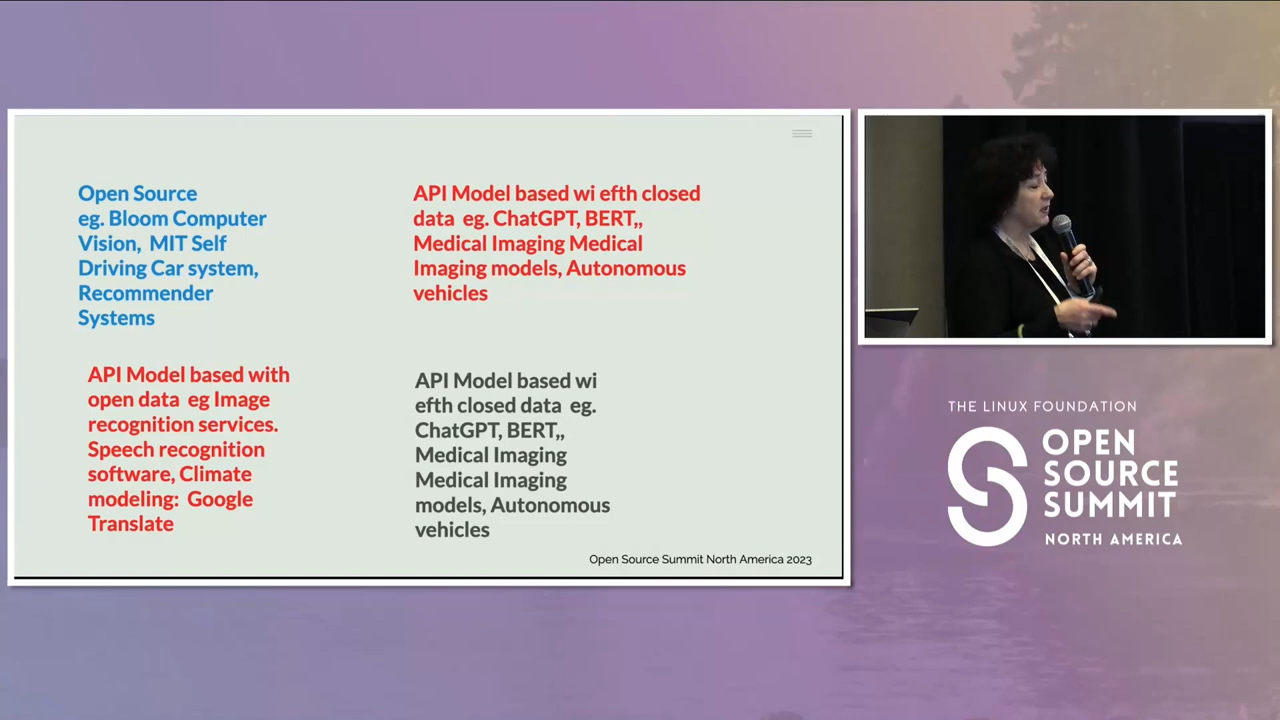 Open Source
eg. Bloom Computer
Vision, MIT Self
Driving Car system,
Recommender
Systems
API Model based wi efth closed
data eg. ChatGPT, BERT,,
Medical Imaging Medical
Imaging models, Autonomous
vehicles
API Model based with
open data eg Image
recognition services.
Speech recognition
software, Climate
modeling: Google
Translate
API Model based wi
efth closed data eg.
ChatGPT, BERT,,
Medical Imaging
Medical Imaging
models, Autonomous
vehicles
Open Source Summit North America 2023
THE LINUX FOUNDATION
OPEN
SOURCE
SUMMIT
NORTH AMERICA